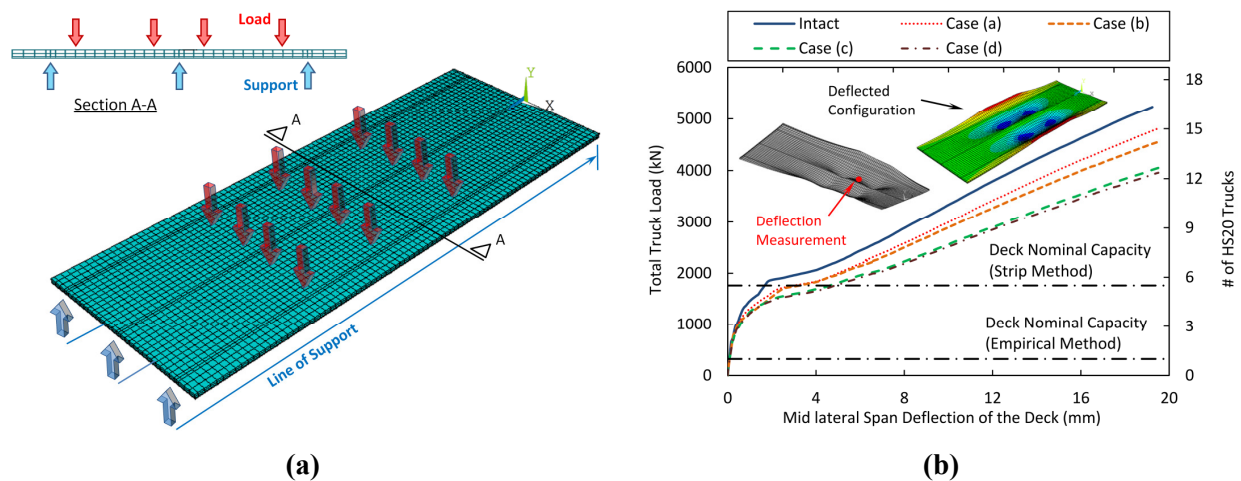 Load
Support
Section A-A
Y
X
A
A
Line of Support
(a)
Intact
Case (a)
Case (b)
Case (c)
Case (d)
Total Truck Load (kN)
6000
5000
4000
3000
2000
1000
0
Deflected
Configuration
Deflection
Measurement
Deck Nominal Capacity
(Strip Method)
Deck Nominal Capacity
(Empirical Method)
18
15
12
9
6
3
0
# of HS20 Trucks
0
4
8
12
16
20
Mid lateral Span Deflection of the Deck (mm)
(b)